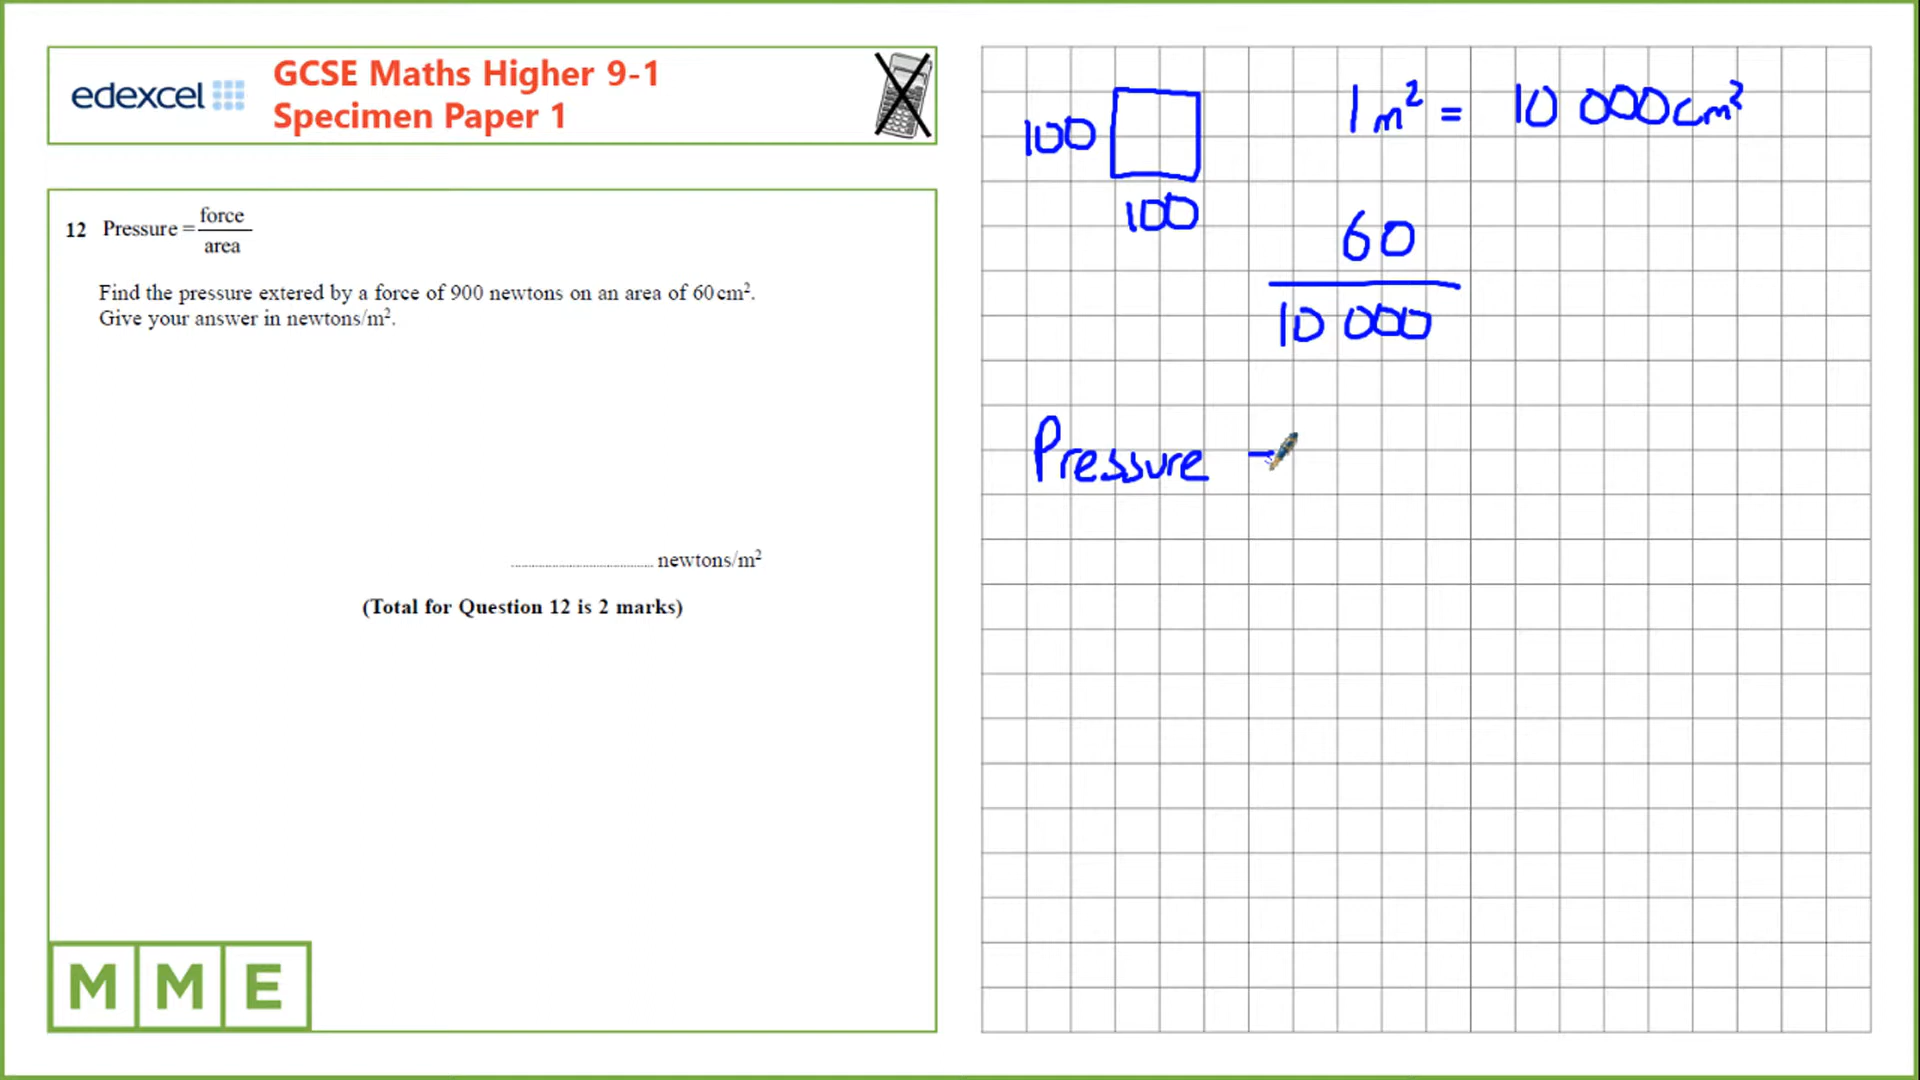 edexcel
GCSE Maths Higher 9-1
Specimen Paper 1
12 Pressure = force/area
Find the pressure extered by a force of 900 newtons on an area of 60 cm².
Give your answer in newtons/m².
.................................... newtons/m²
(Total for Question 12 is 2 marks)
M M E
1 m² = 10 000cm²
100
100
60
10 000
Pressure -